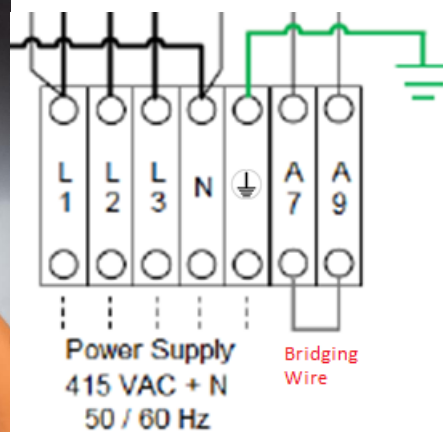 L L L N A A
1 2 3 7 9
Power Supply
415 VAC + N
50 / 60 Hz
Bridging
Wire